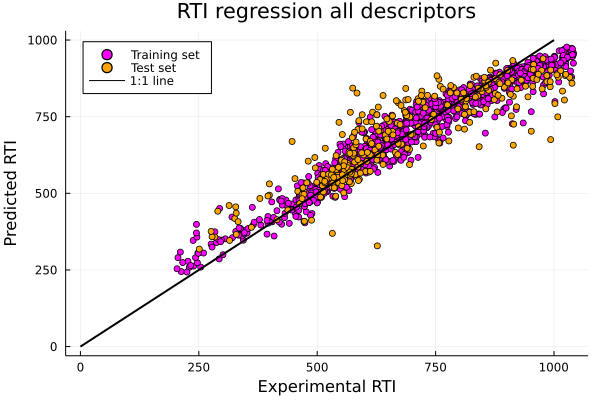 RTI regression all descriptors
Training set
Test set
1:1 line
1000
750
500
250
0
Predicted RTI
0 250 500 750 1000
Experimental RTI